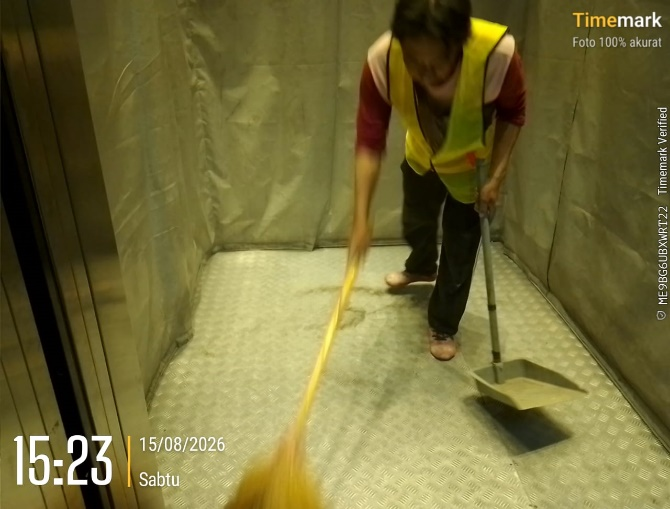 Timemark
Foto 100% akurat
ME9BG6UBXWRT22 Timemark Verified
15:23
15/08/2026
Sabtu